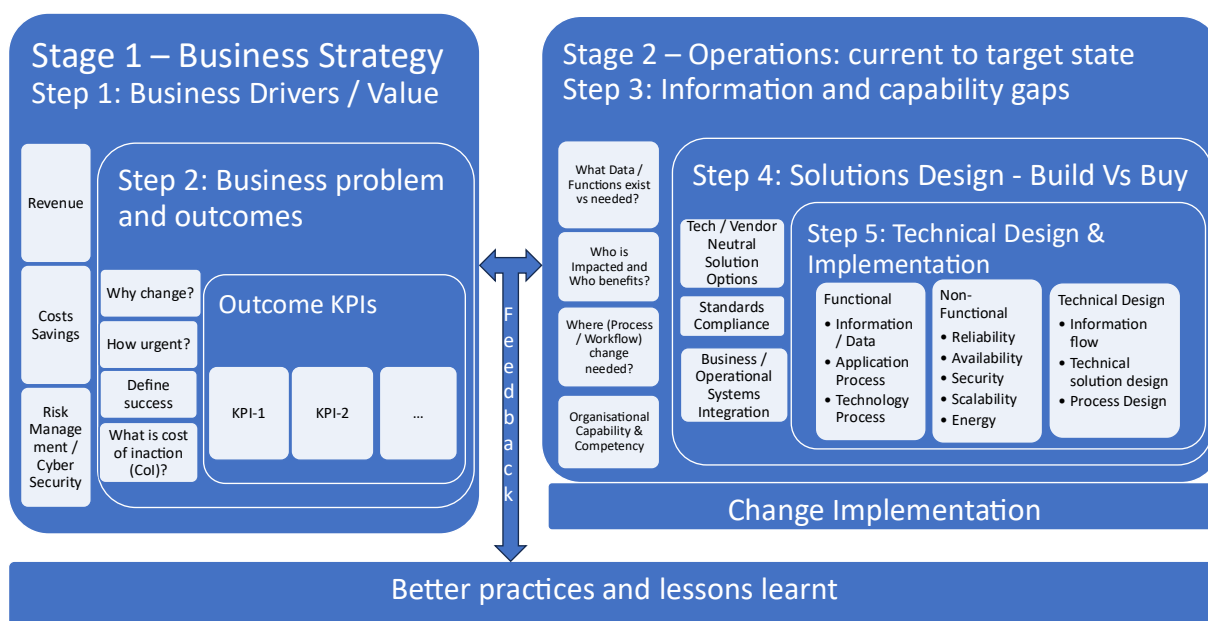 Stage 1 – Business Strategy
Step 1: Business Drivers / Value
Revenue
Costs
Savings
Risk
Manage
ment /
Cyber
Security
Step 2: Business problem
and outcomes
Why change?
How urgent?
Define
success
What is cost
of inaction
(CoI)?
Outcome KPIs
KPI-1
KPI-2
...
Feedback
Stage 2 – Operations: current to target state
Step 3: Information and capability gaps
What Data /
Functions exist
vs needed?
Who is
Impacted and
Who benefits?
Where (Process
/ Workflow)
change
needed?
Organisational
Capability &
Competency
Step 4: Solutions Design - Build Vs Buy
Tech / Vendor
Neutral
Solution
Options
Standards
Compliance
Business /
Operational
Systems
Integration
Step 5: Technical Design &
Implementation
Functional
• Information
/ Data
• Application
Process
• Technology
Process
Non-
Functional
• Reliability
• Availability
• Security
• Scalability
• Energy
Technical Design
• Information
flow
• Technical
solution design
• Process Design
Change Implementation
Better practices and lessons learnt